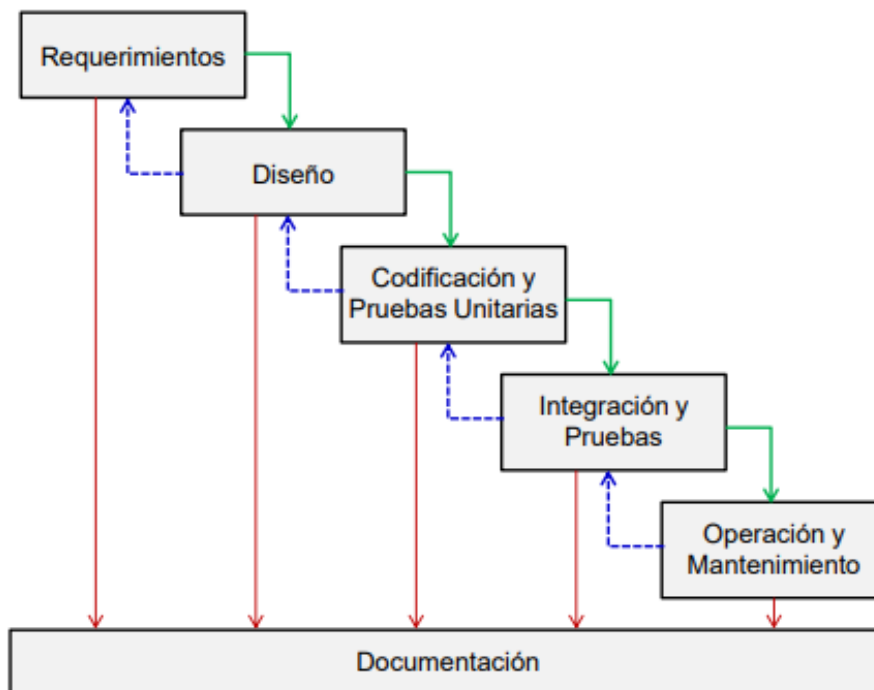 Requerimientos
Diseño
Codificación y
Pruebas Unitarias
Integración y
Pruebas
Operación y
Mantenimiento
Documentación